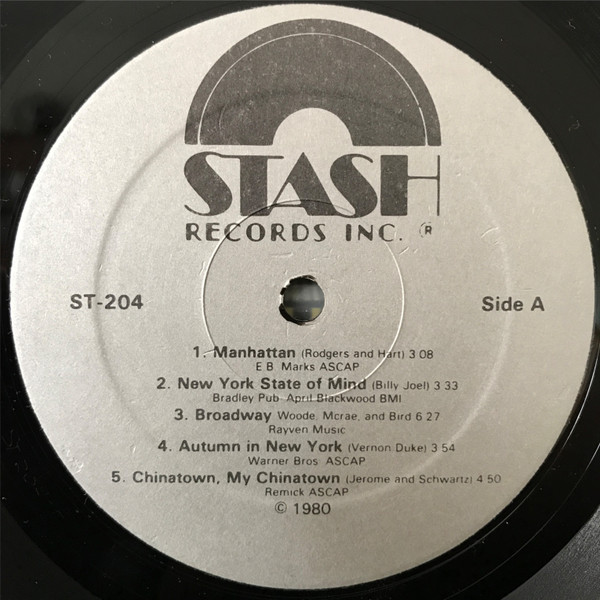 STASH
RECORDS INC. ®
ST-204
Side A
1. Manhattan (Rodgers and Hart) 3 08
E B Marks ASCAP
2. New York State of Mind (Billy Joel) 3 33
Bradley Pub April Blackwood BMI
3. Broadway Woode, Mcrae, and Bird 6 27
Rayven Music
4. Autumn in New York (Vernon Duke) 3 54
Warner Bros ASCAP
5. Chinatown, My Chinatown (Jerome and Schwartz) 4 50
Remick ASCAP
© 1980